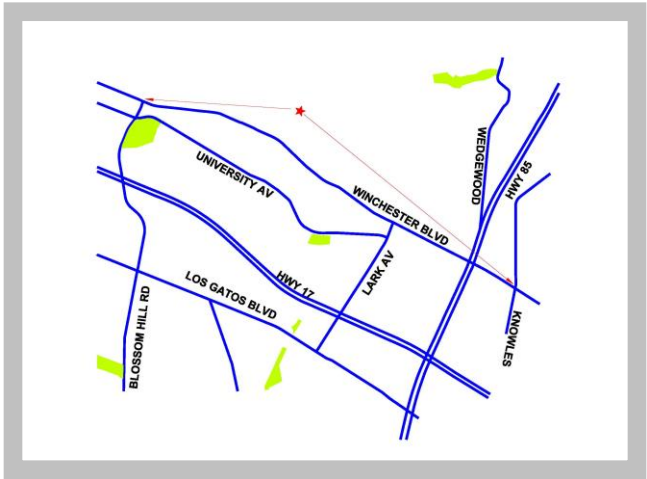 WEDGEWOOD
HWY 85
UNIVERSITY AV
WINCHESTER BLVD
LARK AV
HWY 17
LOS GATOS BLVD
BLOSSOM HILL RD
KNOWLES